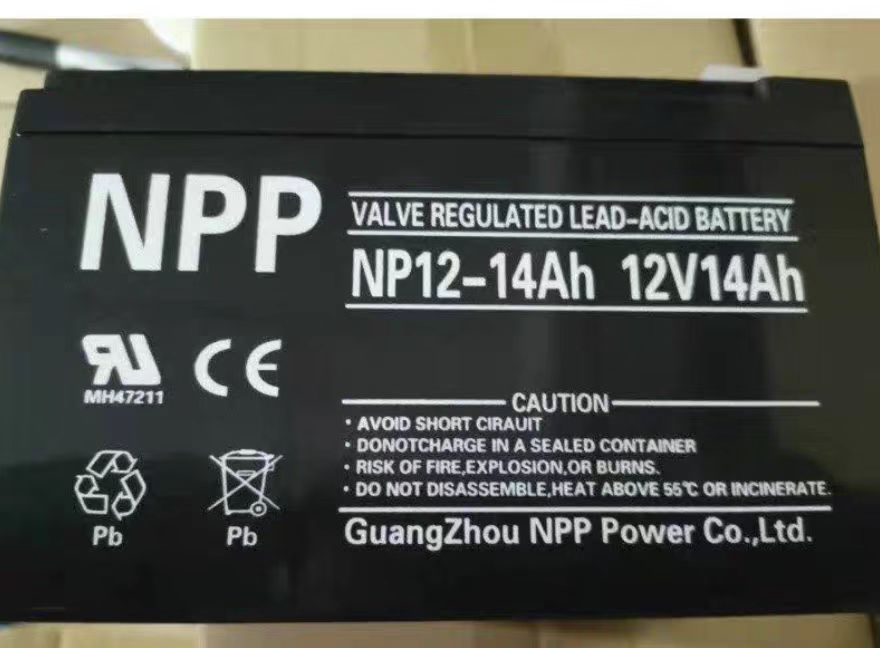 NPP
VALVE REGULATED LEAD-ACID BATTERY
NP12-14Ah 12V14Ah
MH47211
CE
CAUTION
• AVOID SHORT CIRAUIT
• DONOTCHARGE IN A SEALED CONTAINER
• RISK OF FIRE,EXPLOSION,OR BURNS.
• DO NOT DISASSEMBLE,HEAT ABOVE 55℃ OR INCINERATE.
Pb
Pb
GuangZhou NPP Power Co.,Ltd.